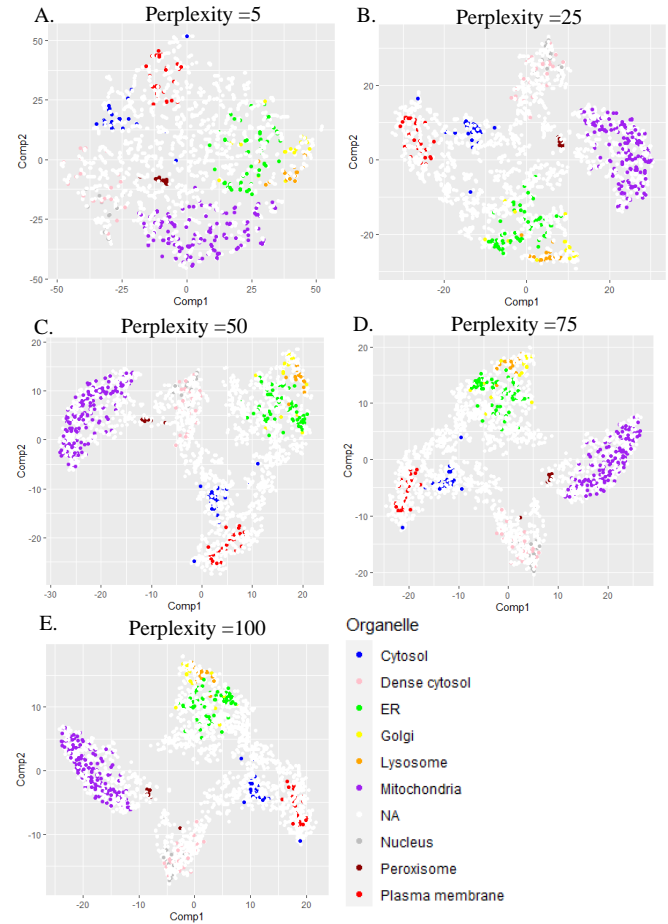 A. Perplexity =5
50
25
0
-25
-50
Comp2
-50 -25 0 25 50
Comp1
B. Perplexity =25
20
0
-20
Comp2
-20 0 20
Comp1
C. Perplexity =50
20
10
0
-10
-20
Comp2
-30 -20 -10 0 10 20
Comp1
D. Perplexity =75
20
10
0
-10
-20
Comp2
-20 -10 0 10 20
Comp1
E. Perplexity =100
10
0
-10
Comp2
-20 -10 0 10 20
Comp1
Organelle
Cytosol
Dense cytosol
ER
Golgi
Lysosome
Mitochondria
NA
Nucleus
Peroxisome
Plasma membrane